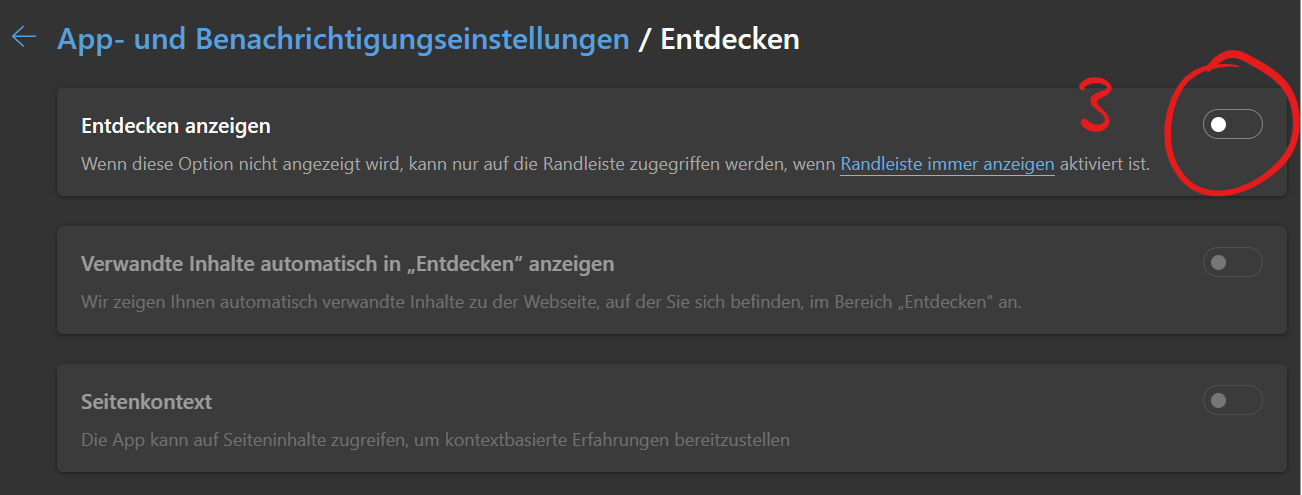 App- und Benachrichtigungseinstellungen / Entdecken
3
Entdecken anzeigen
Wenn diese Option nicht angezeigt wird, kann nur auf die Randleiste zugegriffen werden, wenn Randleiste immer anzeigen aktiviert ist.
Verwandte Inhalte automatisch in „Entdecken“ anzeigen
Wir zeigen Ihnen automatisch verwandte Inhalte zu der Webseite, auf der Sie sich befinden, im Bereich „Entdecken“ an.
Seitenkontext
Die App kann auf Seiteninhalte zugreifen, um kontextbasierte Erfahrungen bereitzustellen